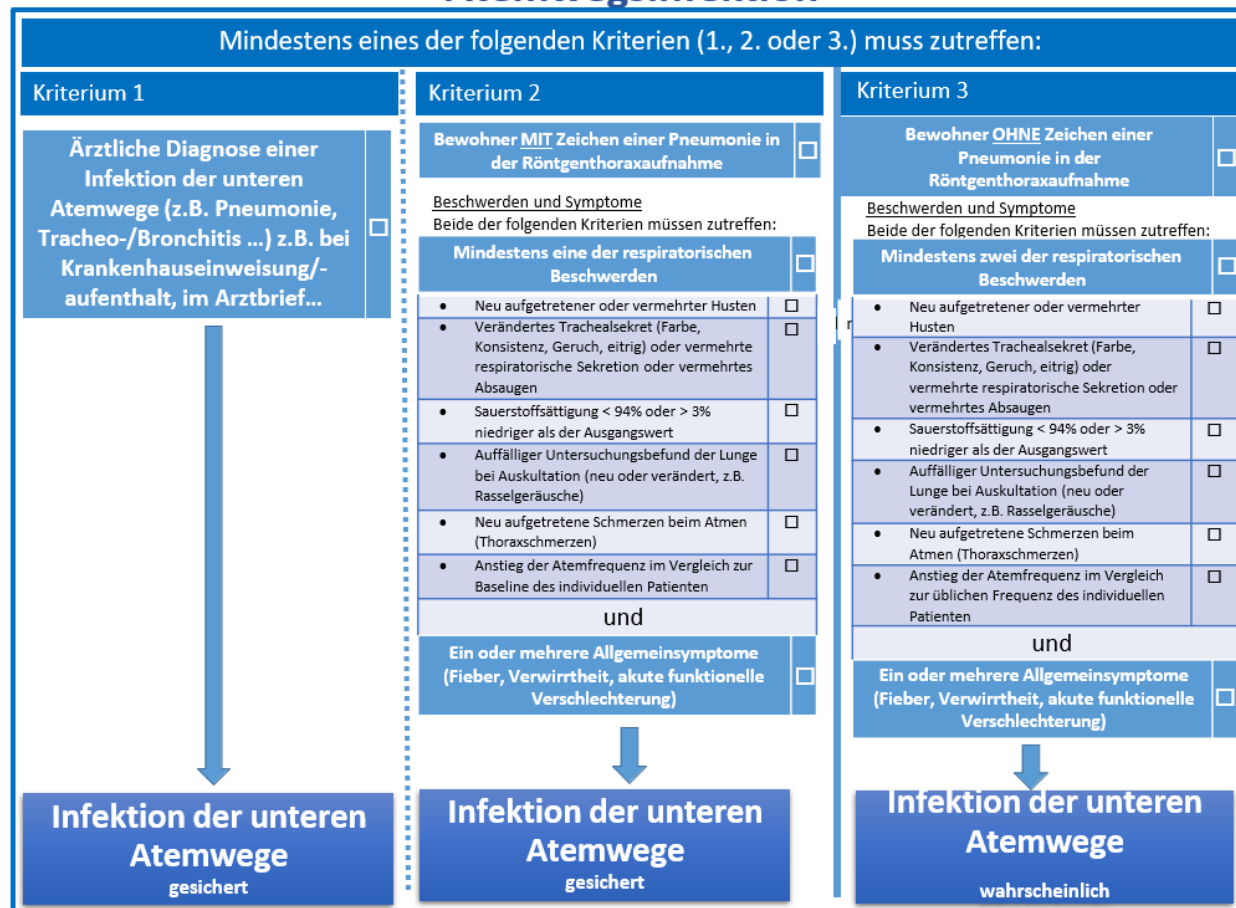 Mindestens eines der folgenden Kriterien (1., 2. oder 3.) muss zutreffen:
Kriterium 1
Ärztliche Diagnose einer
Infektion der unteren
Atemwege (z.B. Pneumonie,
Tracheo-/Bronchitis ...) z.B. bei
Krankenhauseinweisung/-
aufenthalt, im Arztbrief...
Infektion der unteren
Atemwege
gesichert
Kriterium 2
Bewohner MIT Zeichen einer Pneumonie in
der Röntgenthoraxaufnahme
Beschwerden und Symptome
Beide der folgenden Kriterien müssen zutreffen:
Mindestens eine der respiratorischen
Beschwerden
• Neu aufgetretener oder vermehrter Husten
• Verändertes Trachealsekret (Farbe,
Konsistenz, Geruch, eitrig) oder vermehrte
respiratorische Sekretion oder vermehrtes
Absaugen
• Sauerstoffsättigung < 94% oder > 3%
niedriger als der Ausgangswert
• Auffälliger Untersuchungsbefund der Lunge
bei Auskultation (neu oder verändert, z.B.
Rasselgeräusche)
• Neu aufgetretene Schmerzen beim Atmen
(Thoraxschmerzen)
• Anstieg der Atemfrequenz im Vergleich zur
Baseline des individuellen Patienten
und
Ein oder mehrere Allgemeinsymptome
(Fieber, Verwirrtheit, akute funktionelle
Verschlechterung)
Infektion der unteren
Atemwege
gesichert
Kriterium 3
Bewohner OHNE Zeichen einer
Pneumonie in der
Röntgenthoraxaufnahme
Beschwerden und Symptome
Beide der folgenden Kriterien müssen zutreffen:
Mindestens zwei der respiratorischen
Beschwerden
• Neu aufgetretener oder vermehrter
Husten
• Verändertes Trachealsekret (Farbe,
Konsistenz, Geruch, eitrig) oder
vermehrte respiratorische Sekretion oder
vermehrtes Absaugen
• Sauerstoffsättigung < 94% oder > 3%
niedriger als der Ausgangswert
• Auffälliger Untersuchungsbefund der
Lunge bei Auskultation (neu oder
verändert, z.B. Rasselgeräusche)
• Neu aufgetretene Schmerzen beim
Atmen (Thoraxschmerzen)
• Anstieg der Atemfrequenz im Vergleich
zur üblichen Frequenz des individuellen
Patienten
und
Ein oder mehrere Allgemeinsymptome
(Fieber, Verwirrtheit, akute funktionelle
Verschlechterung)
Infektion der unteren
Atemwege
wahrscheinlich